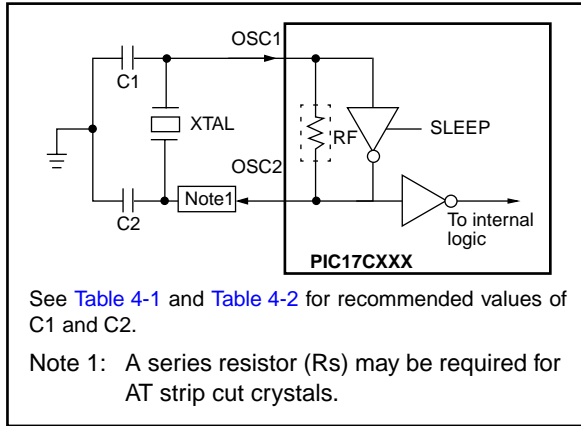 OSC1
C1
XTAL
RF
SLEEP
OSC2
Note1
C2
To internal
logic
PIC17CXXX
See Table 4-1 and Table 4-2 for recommended values of
C1 and C2.
Note 1: A series resistor (Rs) may be required for
AT strip cut crystals.